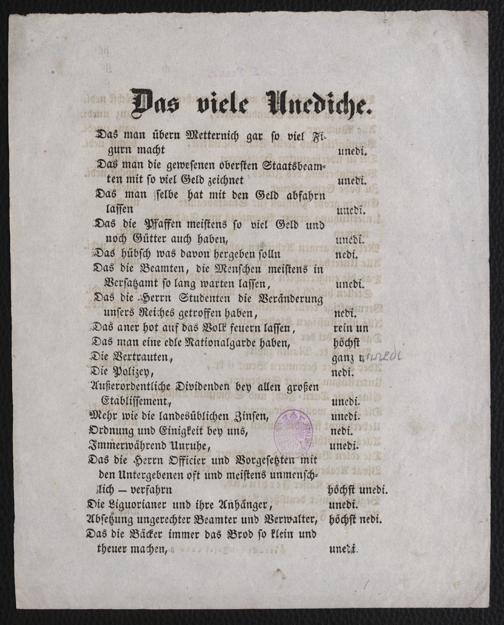 Das viele Unediche.
Das man übern Metternich gar so viel Fi-
gurn macht unedi.
Das man die gewesenen obersten Staatsbeam-
ten mit so viel Geld zeichnet unedi.
Das man selbe hat mit den Geld abfahrn
lassen unedi.
Das die Pfaffen meistens so viel Geld und
noch Gütter auch haben, unedi.
Das hübsch was davon hergeben solln nedi.
Das die Beamten, die Menschen meistens in
Versatzamt so lang warten lassen, unedi.
Das die Herrn Studenten die Veränderung
unsers Reiches getroffen haben, nedi.
Das aner hot auf das Volk feuern lassen, rein un
Das man eine edle Nationalgarde haben, höchst
Die Vertrauten, ganz unnedi
Die Polizey, nedi.
Außerordentliche Dividenden bey allen großen
Etablissement, unedi.
Mehr wie die landesüblichen Zinsen, unedi.
Ordnung und Einigkeit bey uns, nedi.
Immerwährend Unruhe, unedi.
Das die Herrn Officier und Vorgesetzten mit
den Untergebenen oft und meistens unmensch-
lich — verfahrn höchst unedi.
Die Liguorianer und ihre Anhänger, unedi.
Absetzung ungerechter Beamter und Verwalter, höchst nedi.
Das die Bäcker immer das Brod so klein und
theuer machen, unedi.